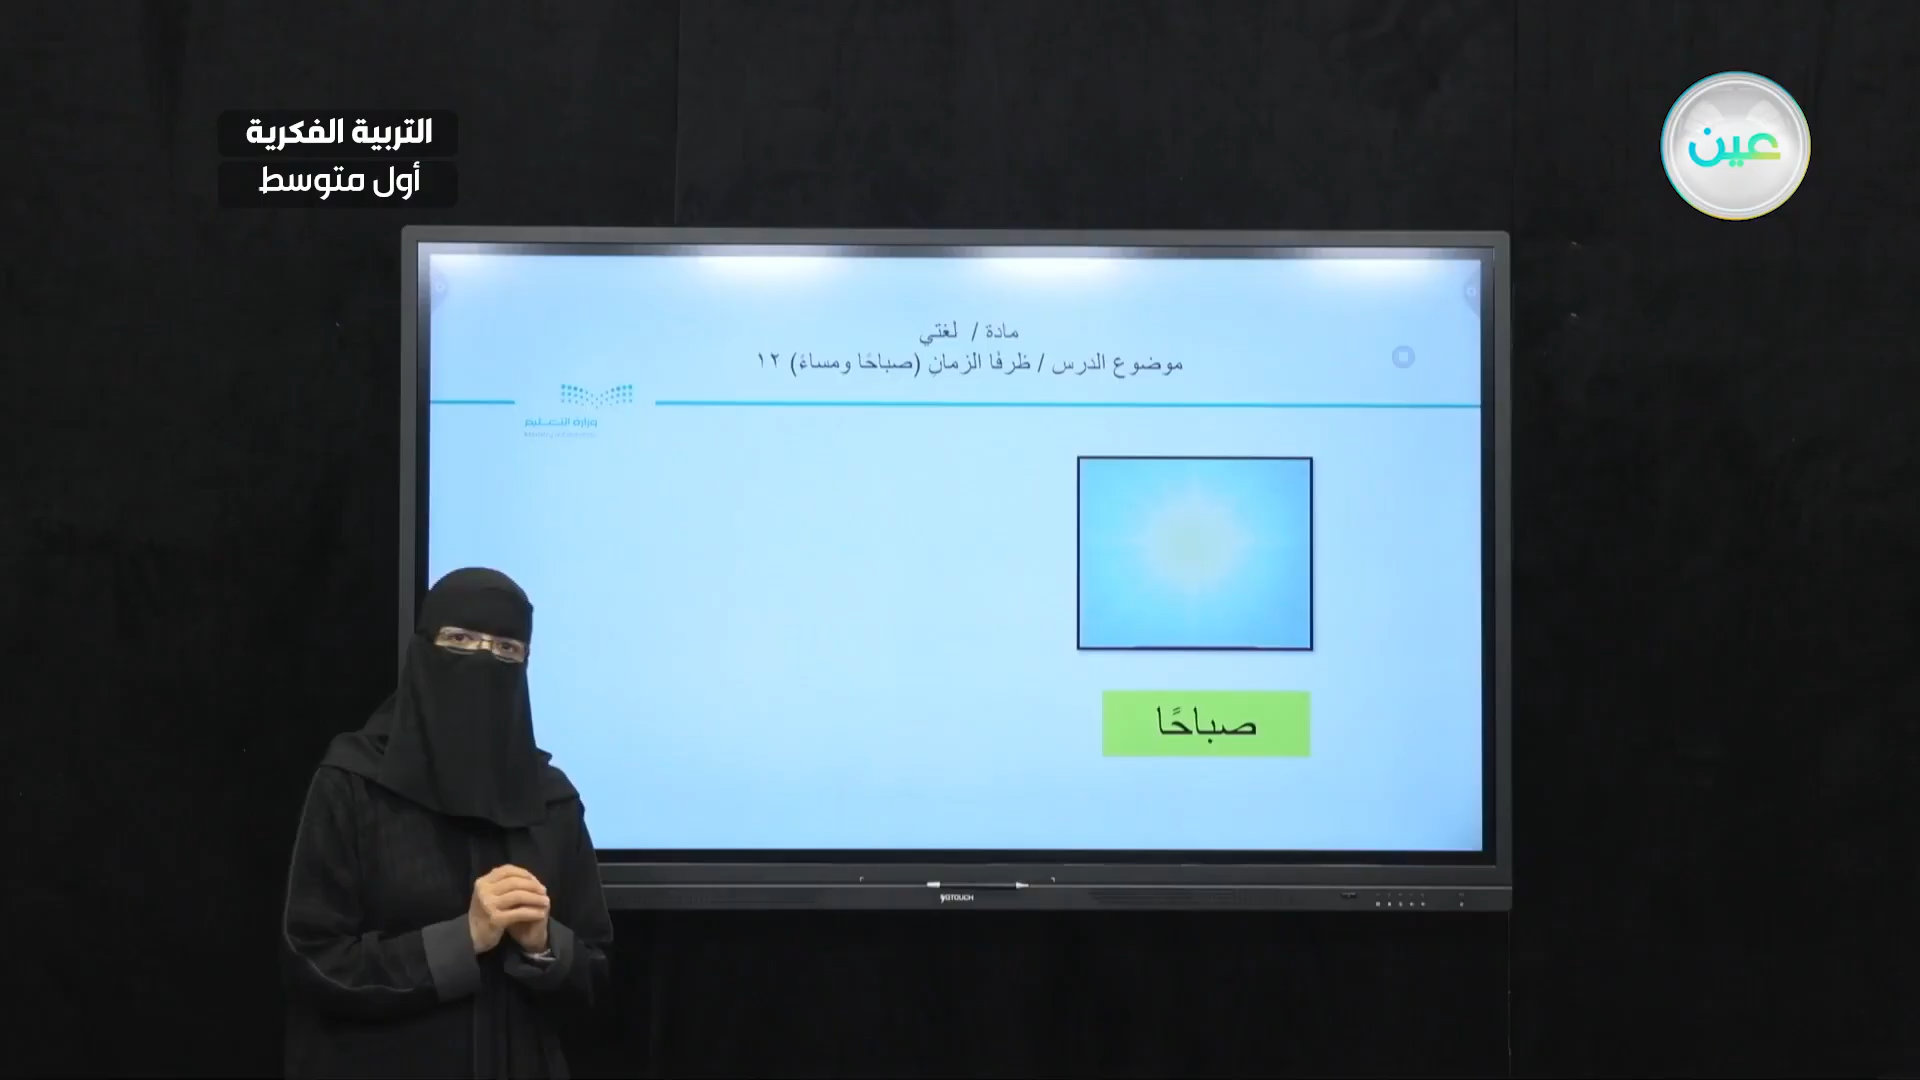 التربية الفكرية
أول متوسط
عين
مادة / لغتي
موضوع الدرس / ظرفا الزمانِ (صباحًا ومساءً) ١٢
وزارة التعليم
صباحًا